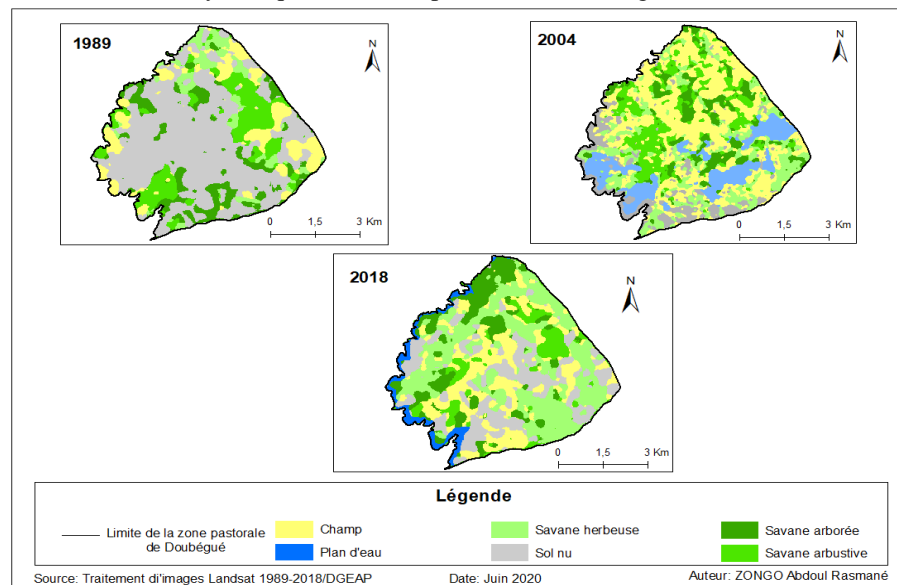 1989
N
0 1,5 3 Km
2004
N
0 1,5 3 Km
2018
N
0 1,5 3 Km
Légende
Limite de la zone pastorale
de Doubégué
Champ
Plan d'eau
Savane herbeuse
Sol nu
Savane arborée
Savane arbustive
Source: Traitement di'images Landsat 1989-2018/DGEAP
Date: Juin 2020
Auteur: ZONGO Abdoul Rasmané